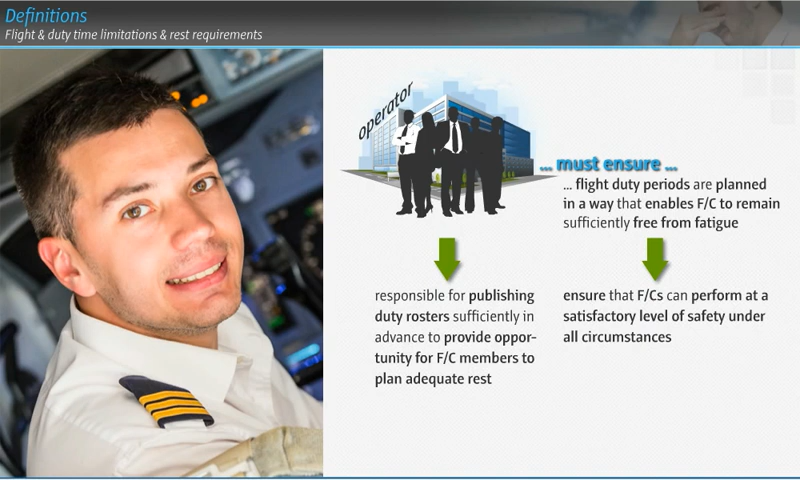 Definitions
Flight & duty time limitations & rest requirements
operator
... must ensure ...
... flight duty periods are planned
in a way that enables F/C to remain
sufficiently free from fatigue
responsible for publishing
duty rosters sufficiently in
advance to provide oppor-
tunity for F/C members to
plan adequate rest
ensure that F/Cs can perform at a
satisfactory level of safety under
all circumstances